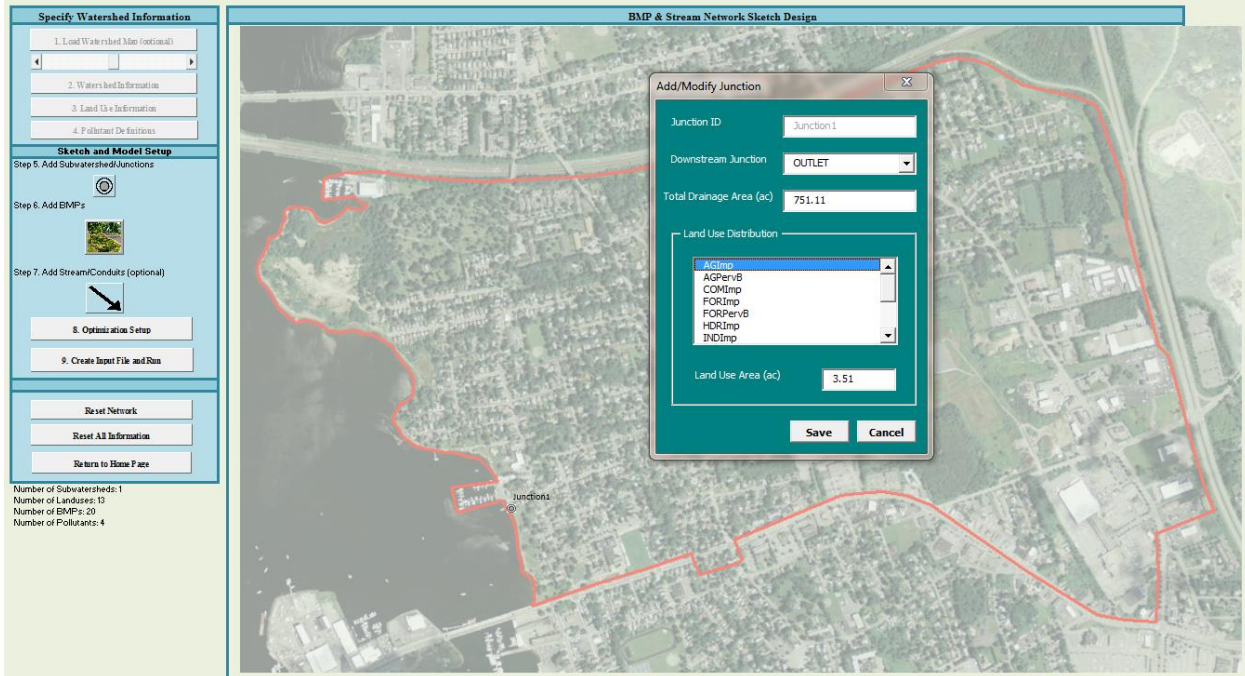 Specify Watershed Information
1. Load Watershed Map (optional)
2. Watershed Information
3. Land Use Information
4. Pollutant Definitions
Sketch and Model Setup
Step 5. Add Subwatershed/Junctions
Step 6. Add BMPs
Step 7. Add Stream/Conduits (optional)
8. Optimization Setup
9. Create Input File and Run
Reset Network
Reset All Information
Return to Home Page
Number of Subwatersheds: 1
Number of Landuses: 13
Number of BMPs: 20
Number of Pollutants: 4
BMP & Stream Network Sketch Design
Junction1
Add/Modify Junction
Junction ID
Junction1
Downstream Junction
OUTLET
Total Drainage Area (ac)
751.11
Land Use Distribution
AGImp
AGPervB
COMImp
FORImp
FORPervB
HDRImp
INDImp
Land Use Area (ac)
3.51
Save Cancel